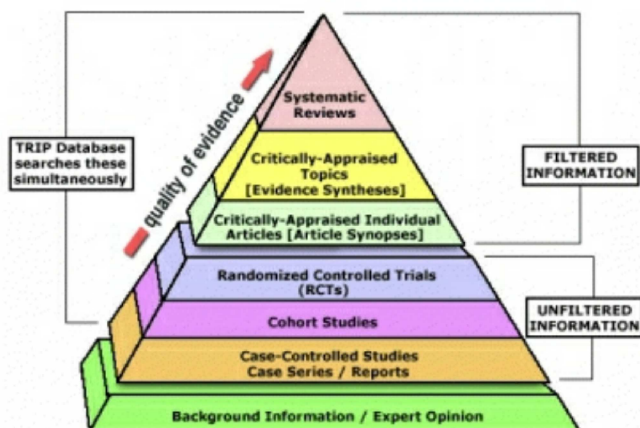 Systematic
Reviews
quality of evidence
TRIP Database
searches these
simultaneously
Critically-Appraised
Topics
[Evidence Syntheses]
FILTERED
INFORMATION
Critically-Appraised Individual
Articles [Article Synopses]
Randomized Controlled Trials
(RCTs)
UNFILTERED
INFORMATION
Cohort Studies
Case-Controlled Studies
Case Series / Reports
Background Information / Expert Opinion